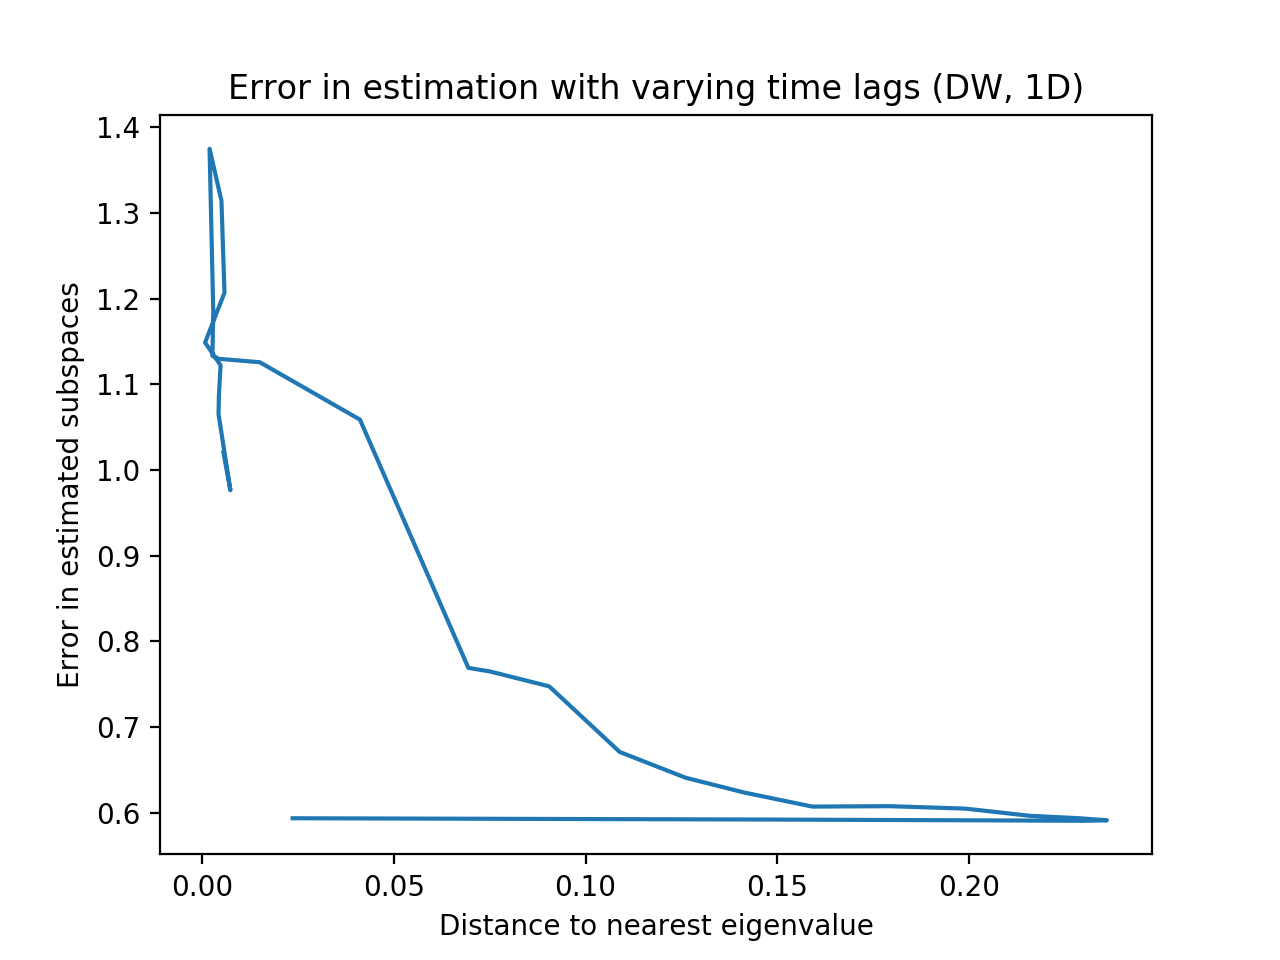 Error in estimation with varying time lags (DW, 1D)
1.4
1.3
1.2
1.1
1.0
0.9
0.8
0.7
0.6
Error in estimated subspaces
0.00 0.05 0.10 0.15 0.20
Distance to nearest eigenvalue